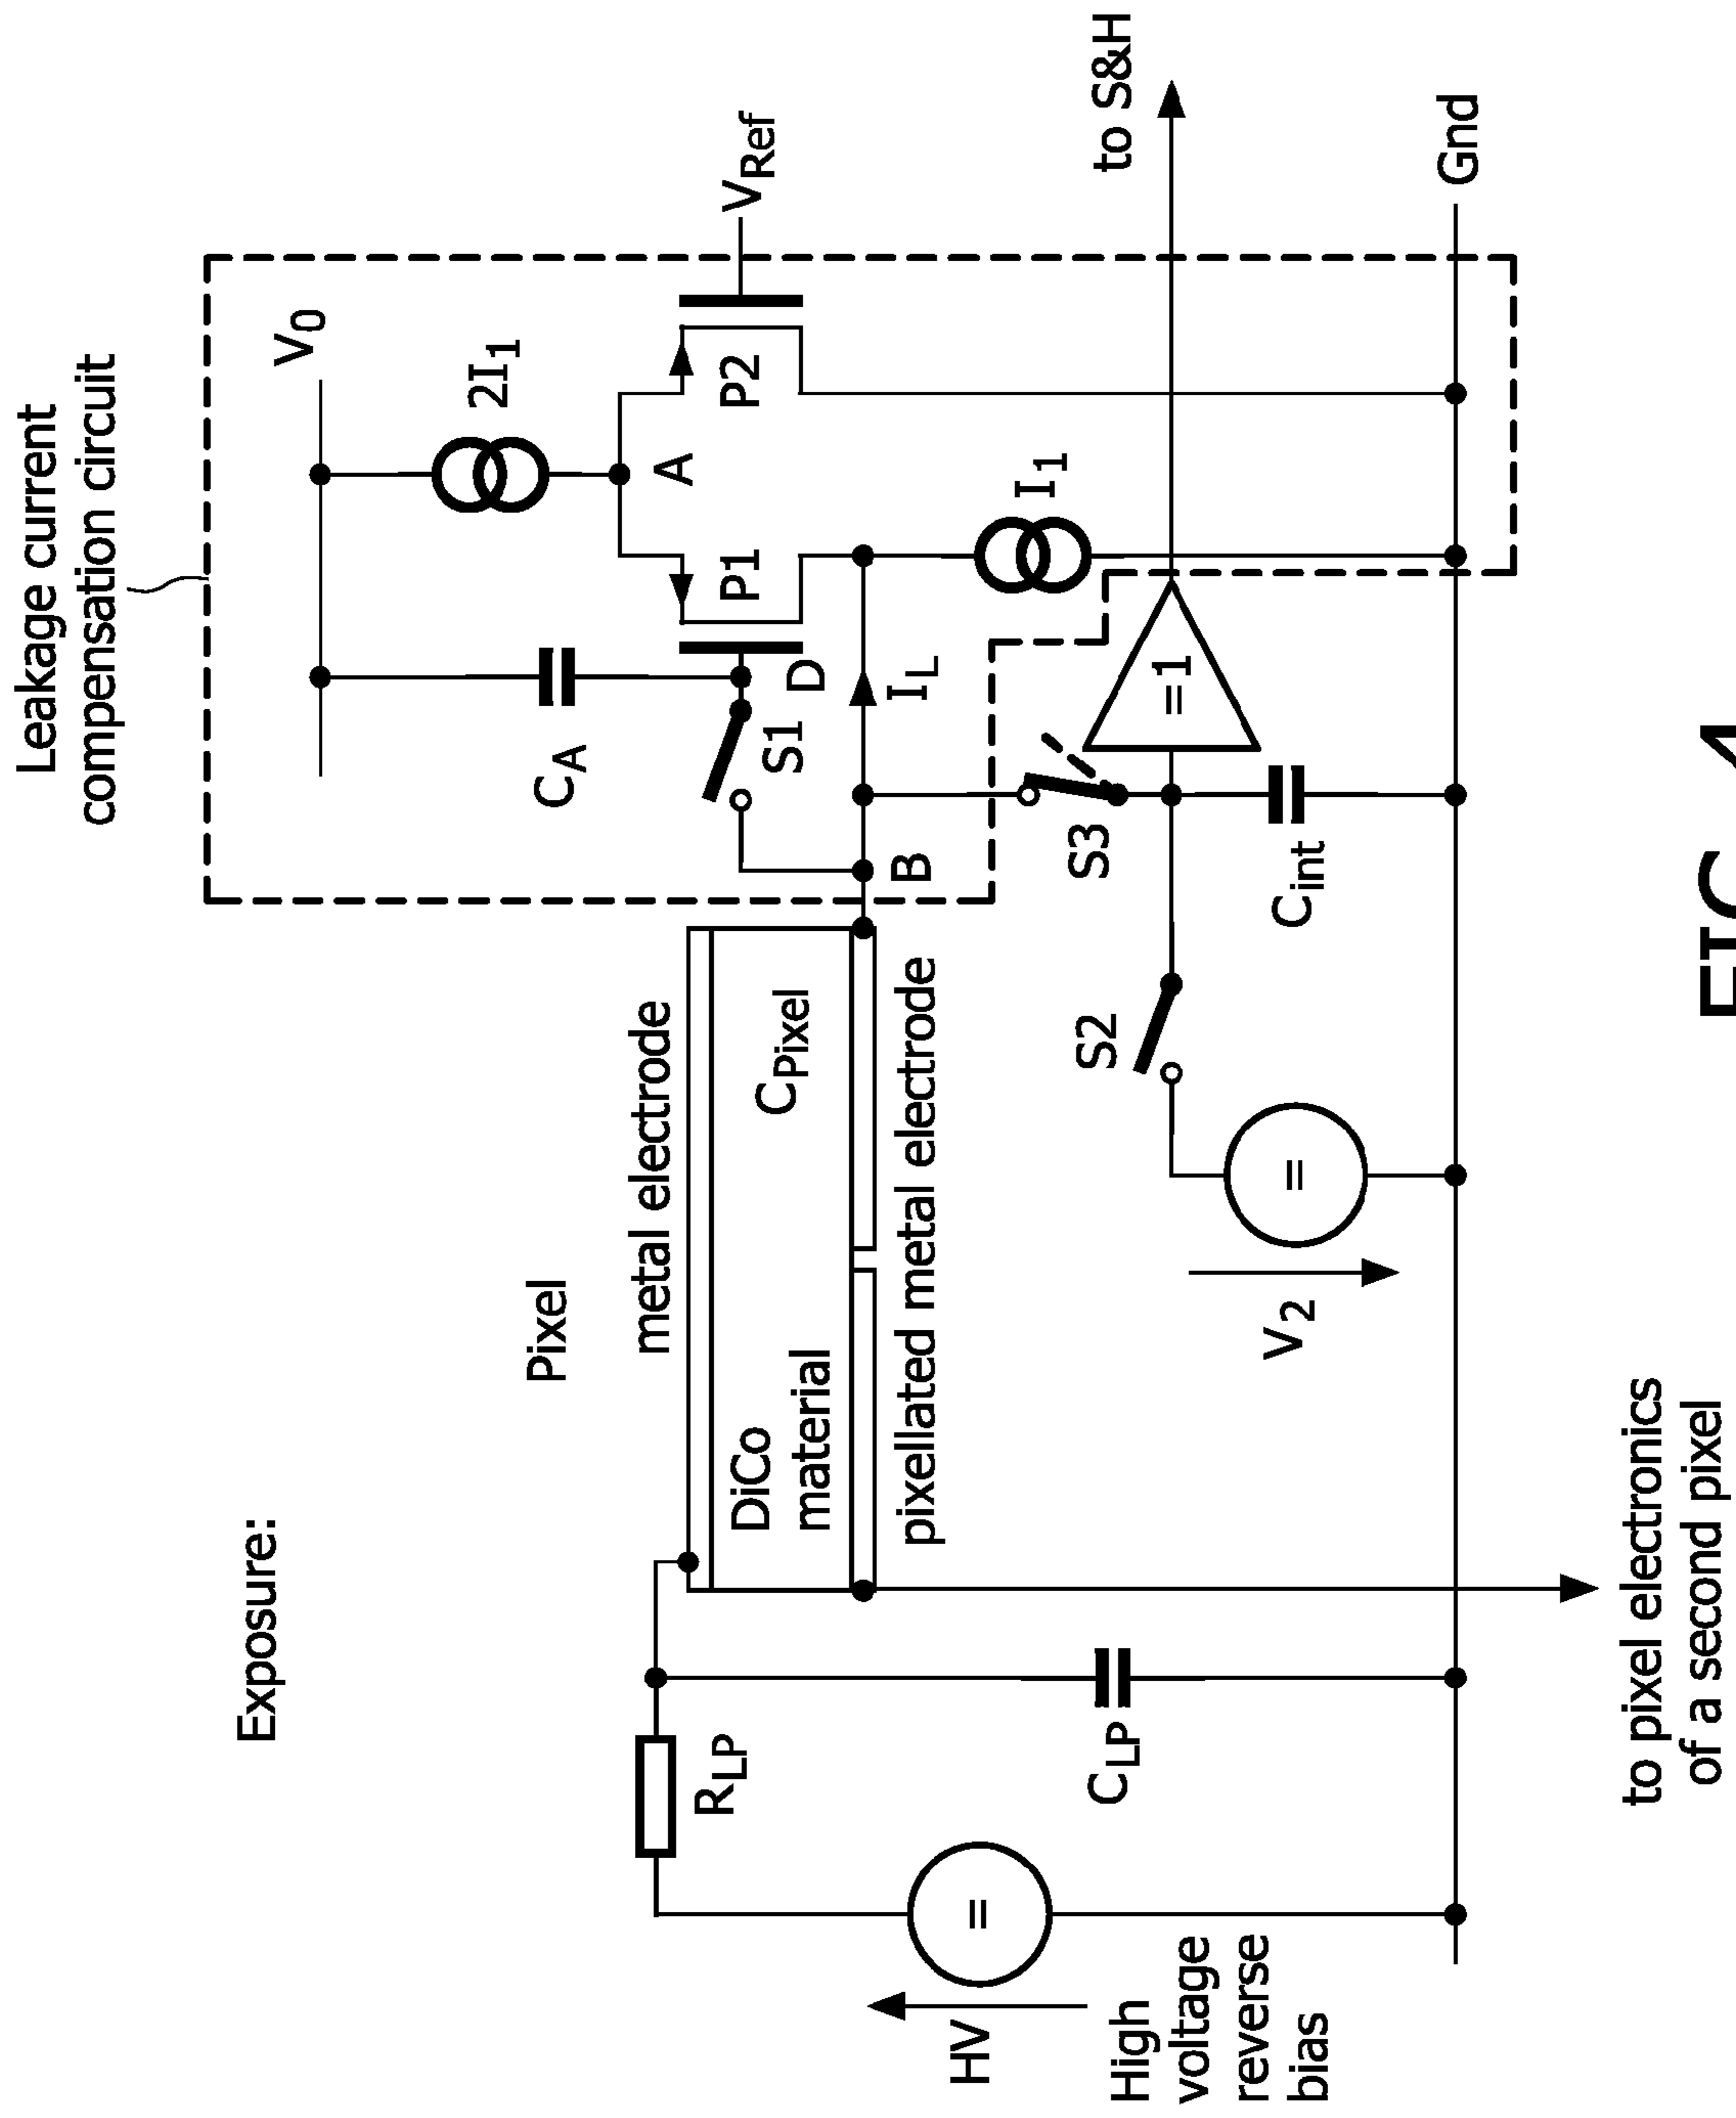 Exposure:
Leakage current
compensation circuit
V0
2I1
CA
A
P1
P2
VRef
D
S1
B
IL
I1
Pixel
metal electrode
DiCo
material
CPixel
pixellated metal electrode
RLP
CLP
HV
High
voltage
reverse
bias
=
=
V2
S2
S3
Cint
=1
to S&H
Gnd
to pixel electronics
of a second pixel